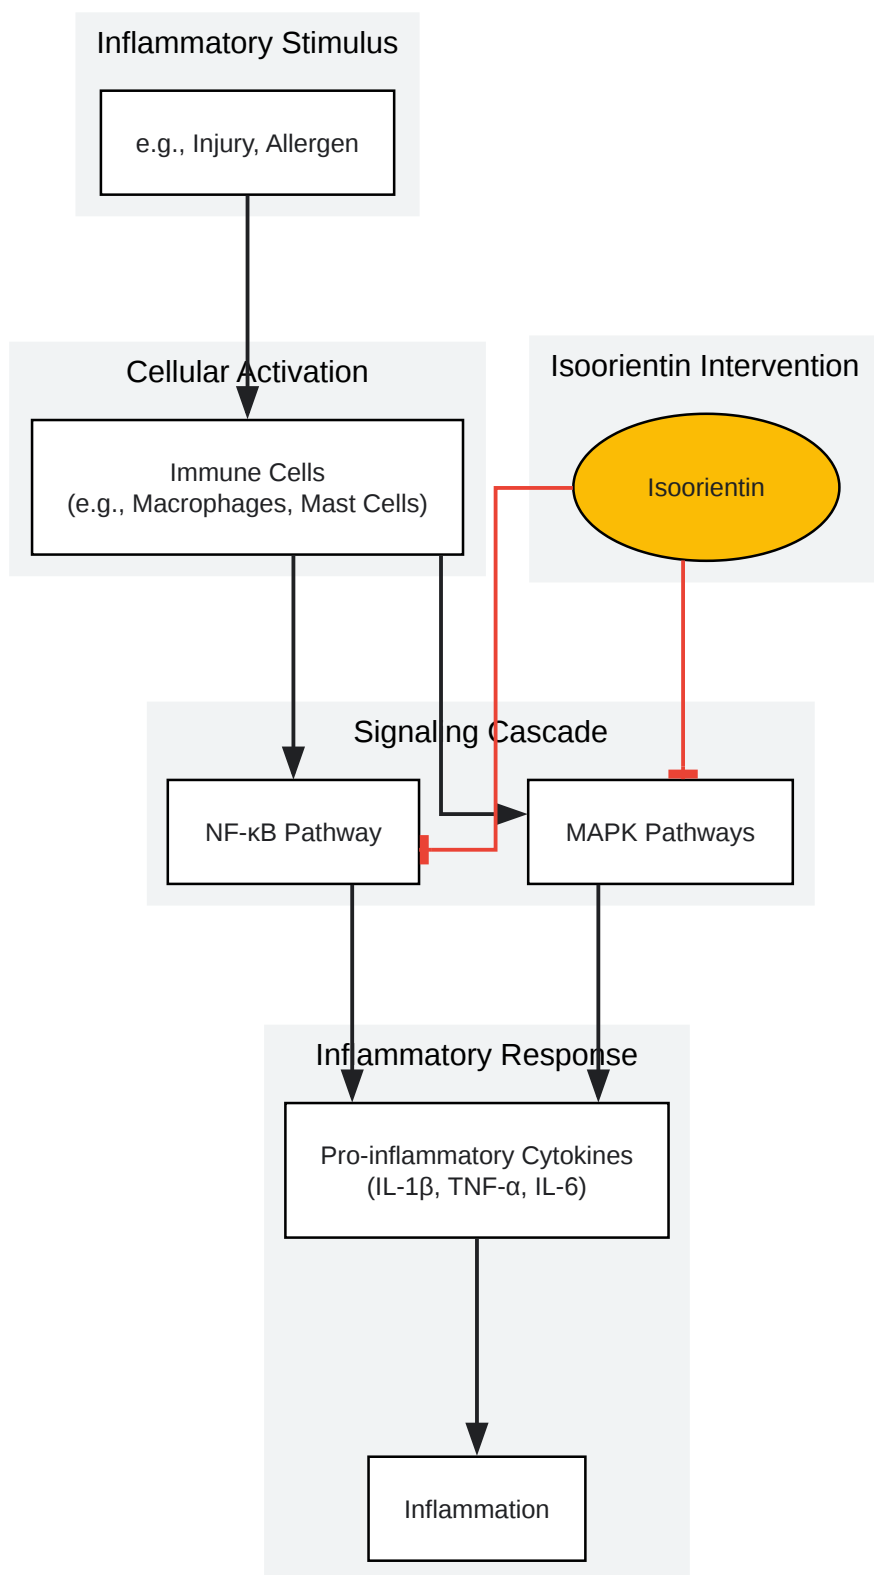 Inflammatory Stimulus
e.g., Injury, Allergen
Cellular Activation
Immune Cells
(e.g., Macrophages, Mast Cells)
Isoorientin Intervention
Isoorientin
Signaling Cascade
NF-κB Pathway
MAPK Pathways
Inflammatory Response
Pro-inflammatory Cytokines
(IL-1β, TNF-α, IL-6)
Inflammation